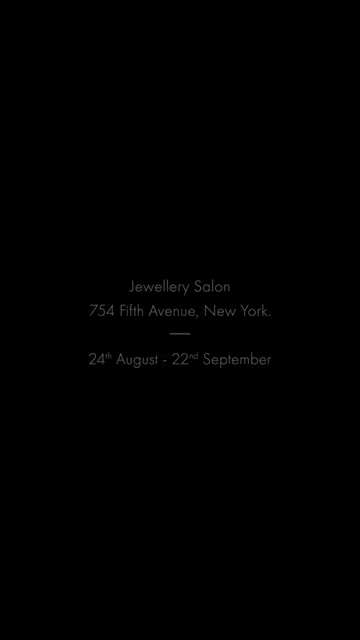 Jewellery Salon
754 Fifth Avenue, New York.
24th August - 22nd September